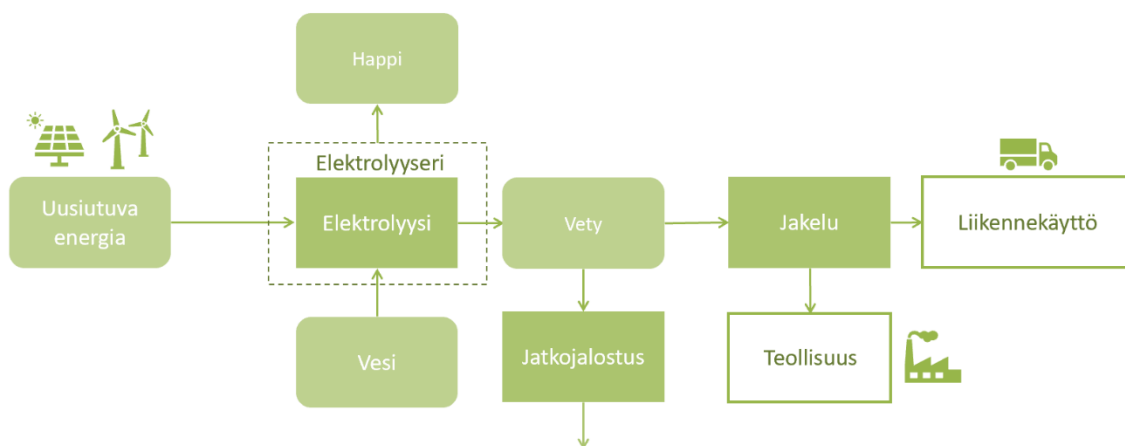 Happi
Elektrolyyseri
Uusiutuva
energia
Elektrolyysi
Vety
Jakelu
Liikennekäyttö
Vesi
Jatkojalostus
Teollisuus